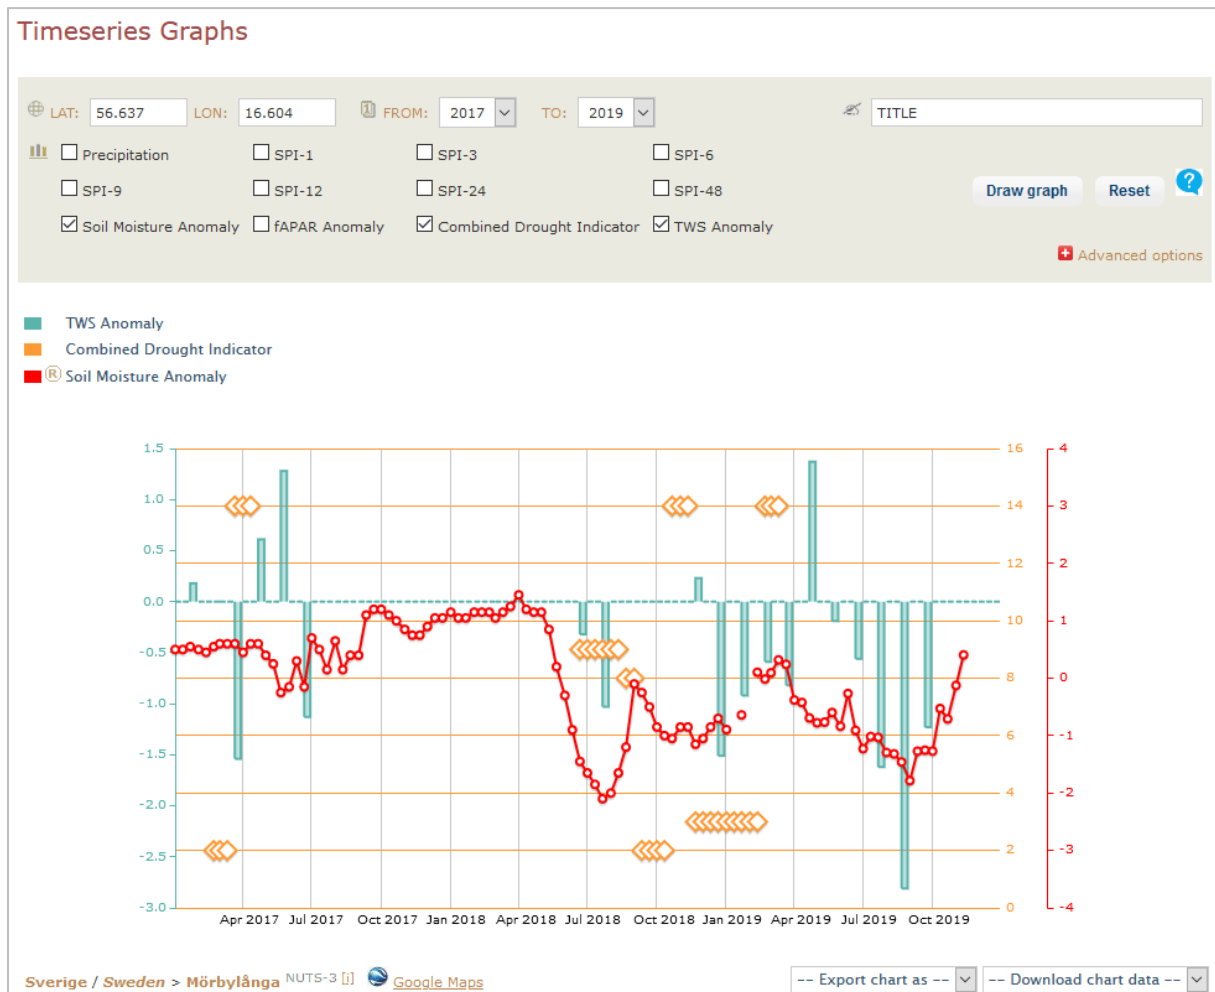 Timeseries Graphs
LAT: 56.637 LON: 16.604 1 FROM: 2017 TO: 2019 TITLE
Precipitation SPI-1 SPI-3 SPI-6
SPI-9 SPI-12 SPI-24 SPI-48 Draw graph Reset ?
Soil Moisture Anomaly fAPAR Anomaly Combined Drought Indicator TWS Anomaly
Advanced options
TWS Anomaly
Combined Drought Indicator
R Soil Moisture Anomaly
1.5 16 4
1.0 14 3
0.5 12 2
0.0
-0.5 10 1
-1.0 8 0
-1.5 6 -1
-2.0 4 -2
-2.5 2 -3
-3.0 0 -4
Apr 2017 Jul 2017 Oct 2017 Jan 2018 Apr 2018 Jul 2018 Oct 2018 Jan 2019 Apr 2019 Jul 2019 Oct 2019
Sverige / Sweden > Mörbylånga NUTS-3 [i] Google Maps -- Export chart as -- -- Download chart data --